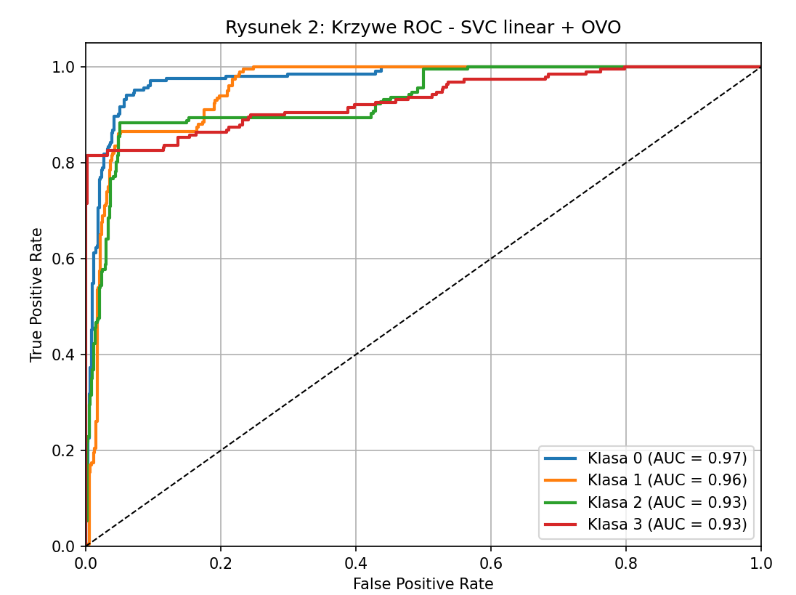 Rysunek 2: Krzywe ROC - SVC linear + OVO
1.0
0.8
0.6
0.4
0.2
0.0
True Positive Rate
0.0 0.2 0.4 0.6 0.8 1.0
False Positive Rate
Klasa 0 (AUC = 0.97)
Klasa 1 (AUC = 0.96)
Klasa 2 (AUC = 0.93)
Klasa 3 (AUC = 0.93)